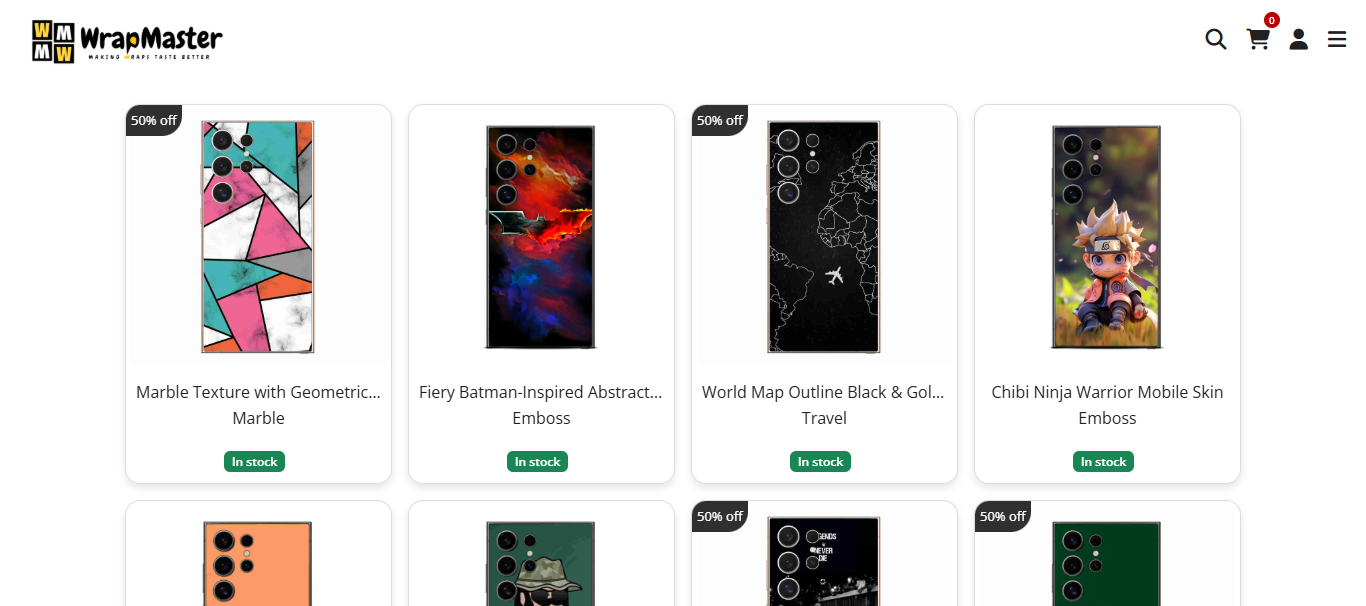 W M WrapMaster
M W MAKING WRAPS TASTE BETTER
0
50% off
50% off
Marble Texture with Geometric...
Marble
In stock
Fiery Batman-Inspired Abstract...
Emboss
In stock
World Map Outline Black & Gol...
Travel
In stock
Chibi Ninja Warrior Mobile Skin
Emboss
In stock
50% off
50% off
GENDS
NEVER
DIE